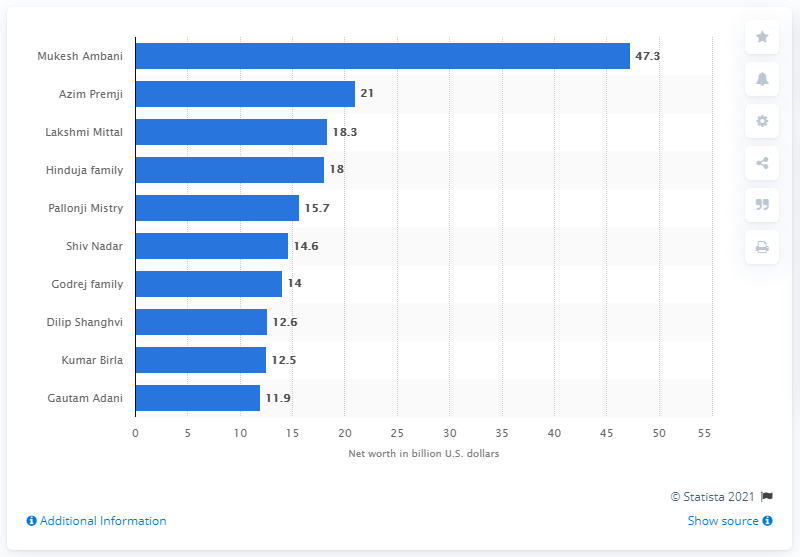 Mukesh Ambani 47.3
Azim Premji 21
Lakshmi Mittal 18.3
Hinduja family 18
Pallonji Mistry 15.7
Shiv Nadar 14.6
Godrej family 14
Dilip Shanghvi 12.6
Kumar Birla 12.5
Gautam Adani 11.9
0 5 10 15 20 25 30 35 40 45 50 55
Net worth in billion U.S. dollars
© Statista 2021
Additional Information
Show source